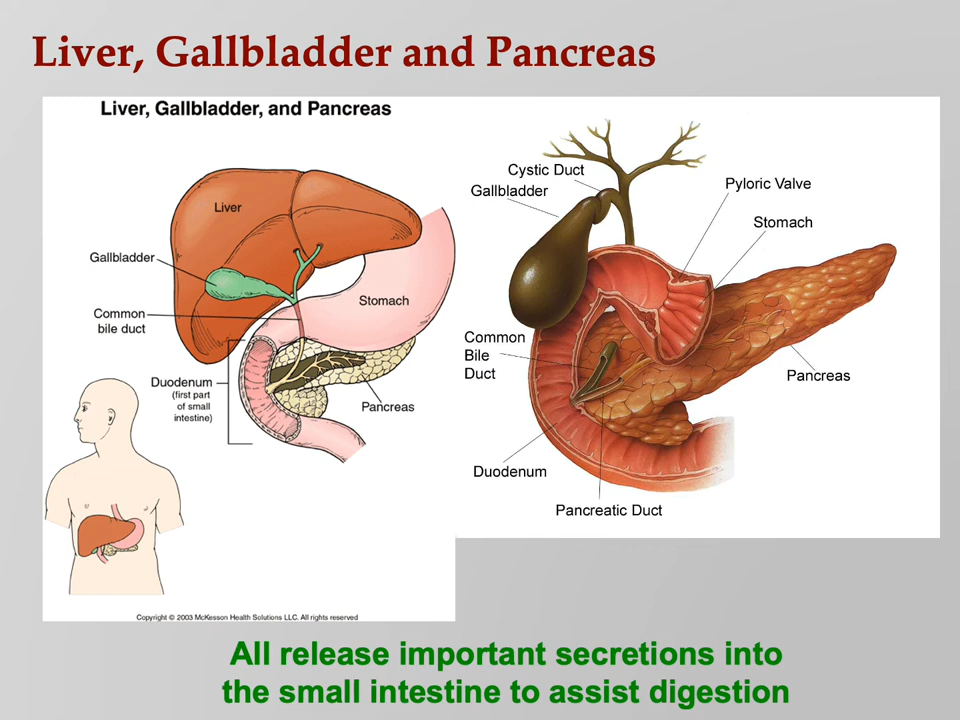 Liver, Gallbladder and Pancreas
Liver, Gallbladder, and Pancreas
Liver
Gallbladder
Common
bile duct
Stomach
Duodenum
(first part
of small
intestine)
Pancreas
Copyright © 2003 McKesson Health Solutions LLC. All rights reserved
Cystic Duct
Gallbladder
Pyloric Valve
Stomach
Common
Bile
Duct
Pancreas
Duodenum
Pancreatic Duct
All release important secretions into
the small intestine to assist digestion